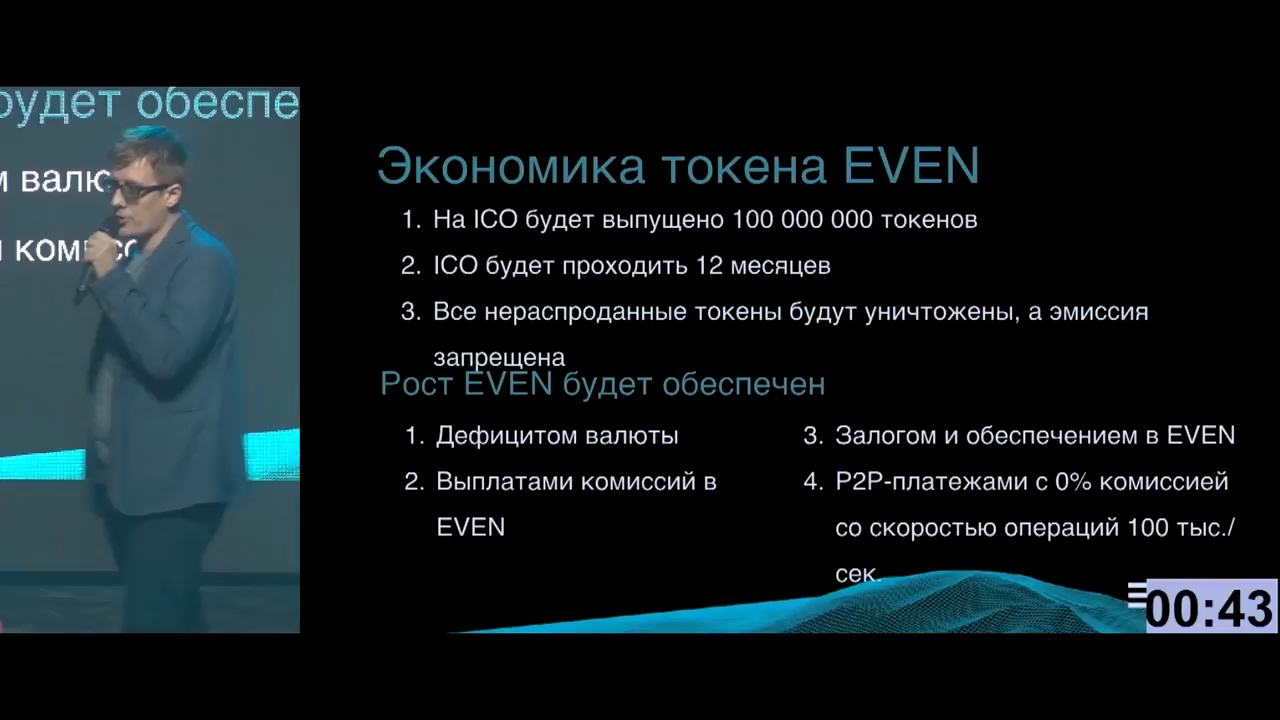 будет обеспе
м валю
и комисс
Экономика токена EVEN
1. На ICO будет выпущено 100 000 000 токенов
2. ICO будет проходить 12 месяцев
3. Все нераспроданные токены будут уничтожены, а эмиссия
запрещена
Рост EVEN будет обеспечен
1. Дефицитом валюты
2. Выплатами комиссий в
EVEN
3. Залогом и обеспечением в EVEN
4. P2P-платежами с 0% комиссией
со скоростью операций 100 тыс./
сек.
00:43